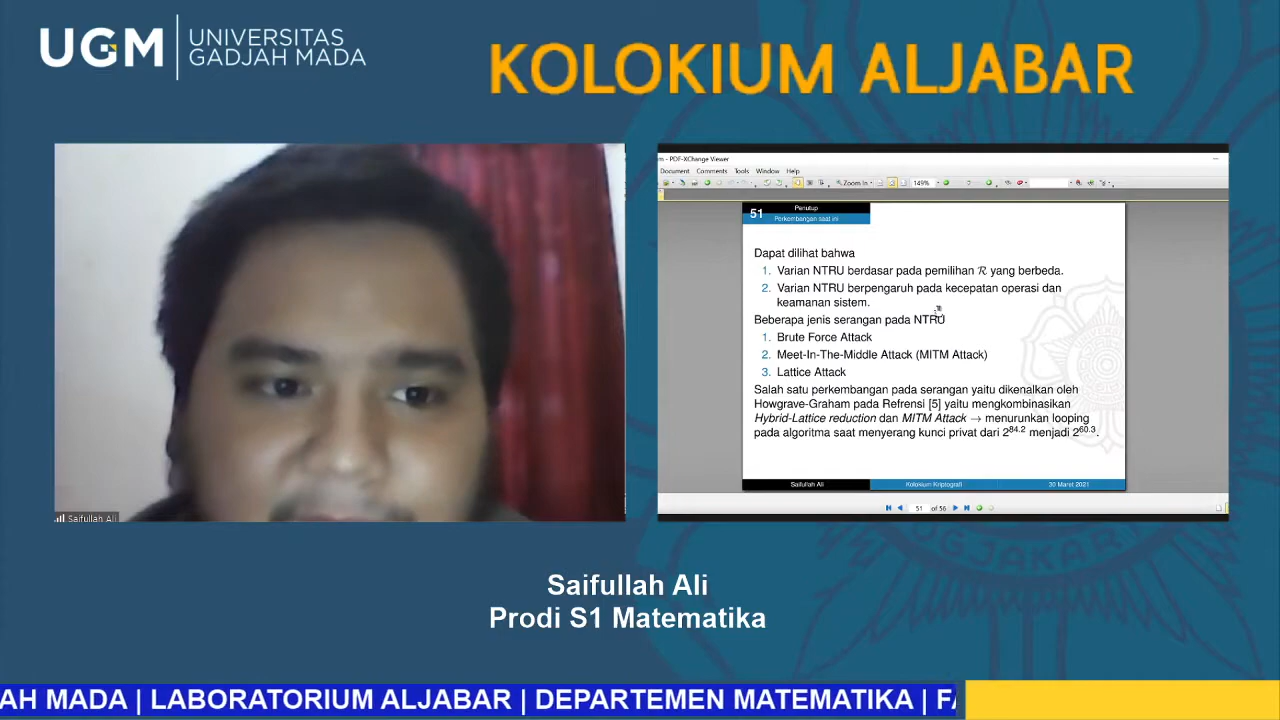 UGM
UNIVERSITAS
GADJAH MADA
KOLOKIUM ALJABAR
Saifullah Ali
- PDF-XChange Viewer
Document Comments Tools Window Help
Zoom In
149%
51
Penutup
Perkembangan saat ini
Dapat dilihat bahwa
1. Varian NTRU berdasar pada pemilihan ℛ yang berbeda.
2. Varian NTRU berpengaruh pada kecepatan operasi dan
keamanan sistem.
Beberapa jenis serangan pada NTRU
1. Brute Force Attack
2. Meet-In-The-Middle Attack (MITM Attack)
3. Lattice Attack
Salah satu perkembangan pada serangan yaitu dikenalkan oleh
Howgrave-Graham pada Refrensi [5] yaitu mengkombinasikan
Hybrid-Lattice reduction dan MITM Attack → menurunkan looping
pada algoritma saat menyerang kunci privat dari 2^84.2 menjadi 2^60.3.
Saifullah Ali
Kolokium Kriptografi
30 Maret 2021
51 of 56
Saifullah Ali
Prodi S1 Matematika
AH MADA | LABORATORIUM ALJABAR | DEPARTEMEN MATEMATIKA | FA